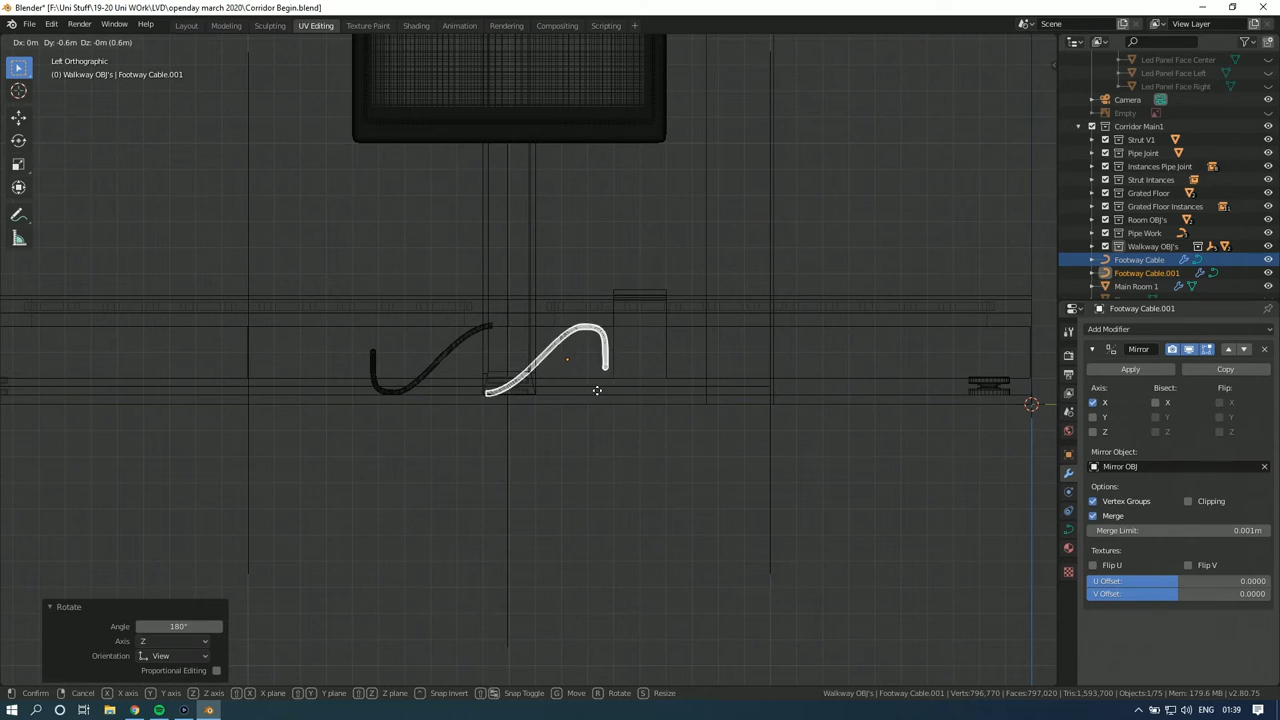 Blender* [F:\Uni Stuff\19-20 Uni WOrk\LVD\openday march 2020\Corridor Begin.blend]
File Edit Render Window Help Layout Modeling Sculpting UV Editing Texture Paint Shading Animation Rendering Compositing Scripting + Scene View Layer
Dx: 0m Dy: -0.6m Dz: -0m (0.6m)
Left Orthographic
(0) Walkway OBJ's | Footway Cable.001
Led Panel Face Center
Led Panel Face Left
Led Panel Face Right
Camera
Empty
Corridor Main1
Strut V1
Pipe Joint
Instances Pipe Joint
Strut Intances
Grated Floor
Grated Floor Instances
Room OBJ's
Pipe Work
Walkway OBJ's
Footway Cable
Footway Cable.001
Main Room 1
Footway Cable.001
Add Modifier
Mirror
Apply Copy
Axis: Bisect: Flip:
X X X
Y Y Y
Z Z Z
Mirror Object:
Mirror OBJ
Options:
Vertex Groups Clipping
Merge
Merge Limit: 0.001m
Textures:
Flip U Flip V
U Offset: 0.0000
V Offset: 0.0000
Rotate
Angle 180°
Axis Z
Orientation View
Proportional Editing
Confirm Cancel X X axis Y Y axis Z Z axis X X plane Y Y plane Z Z plane Snap Invert Snap Toggle G Move R Rotate S Resize Walkway OBJ's | Footway Cable.001 | Verts:796,770 | Faces:797,020 | Tris:1,593,700 | Objects:1/75 | Mem: 179.6 MB | v2.80.75
ENG 01:39